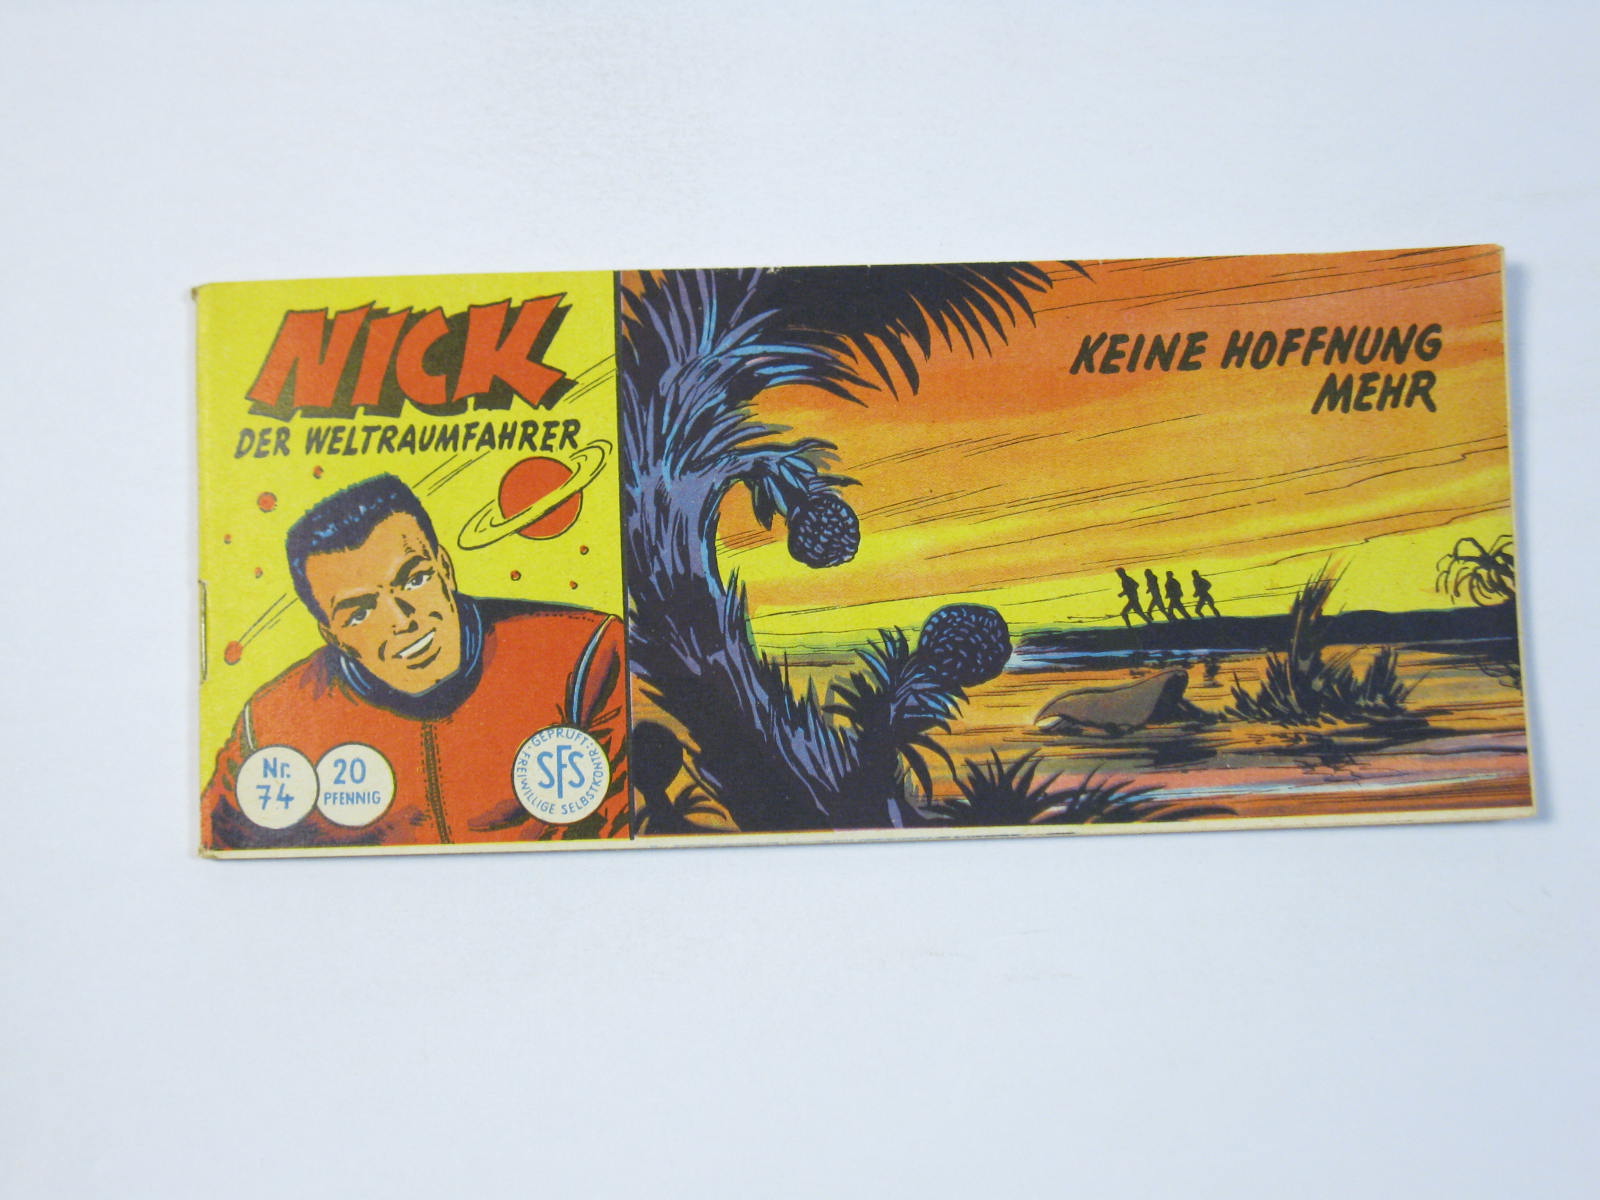 NICK
DER WELTRAUMFAHRER
KEINE HOFFNUNG
MEHR
Nr.
74
20
PFENNIG
GEPRÜFT:
SFS
FREIWILLIGE SELBSTKONTR.